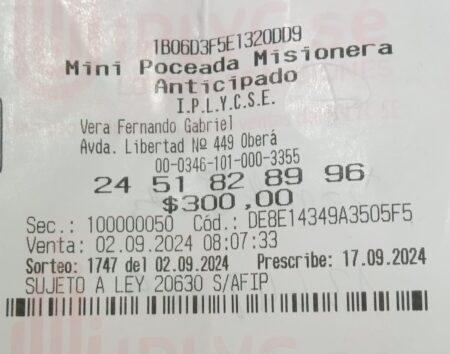 1B06D3F5E1320DD9
Mini Poceada Misionera
Anticipado
I.P.L.Y.C.S.E.
Vera Fernando Gabriel
Avda. Libertad Nº 449 Oberá
00-0346-101-000-3355
24 51 82 89 96
$300,00
Sec.: 100000050 Cód.: DE8E14349A3505F5
Venta: 02.09.2024 08:07:33
Sorteo: 1747 del 02.09.2024 Prescribe: 17.09.2024
SUJETO A LEY 20630 S/AFIP